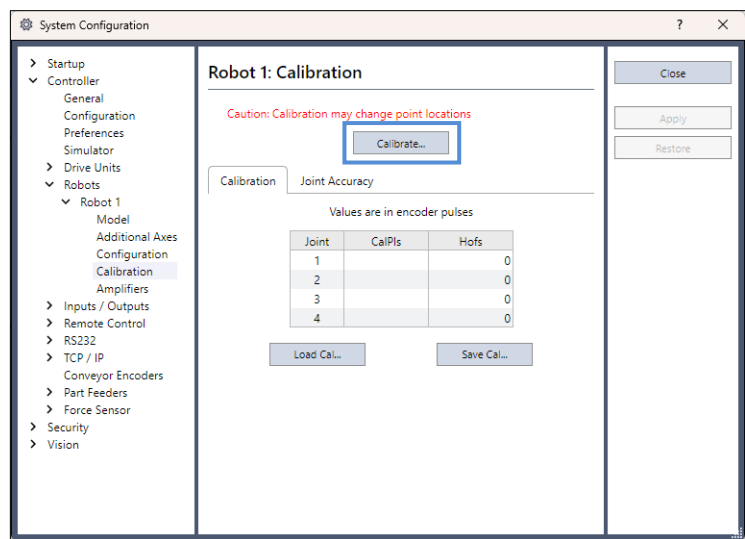 System Configuration
?
Startup
Controller
General
Configuration
Preferences
Simulator
Drive Units
Robots
Robot 1
Model
Additional Axes
Configuration
Calibration
Amplifiers
Inputs / Outputs
Remote Control
RS232
TCP / IP
Conveyor Encoders
Part Feeders
Force Sensor
Security
Vision
Robot 1: Calibration
Caution: Calibration may change point locations
Calibrate...
Calibration Joint Accuracy
Values are in encoder pulses
Joint CalPls Hofs
1 0
2 0
3 0
4 0
Load Cal... Save Cal...
Close
Apply
Restore